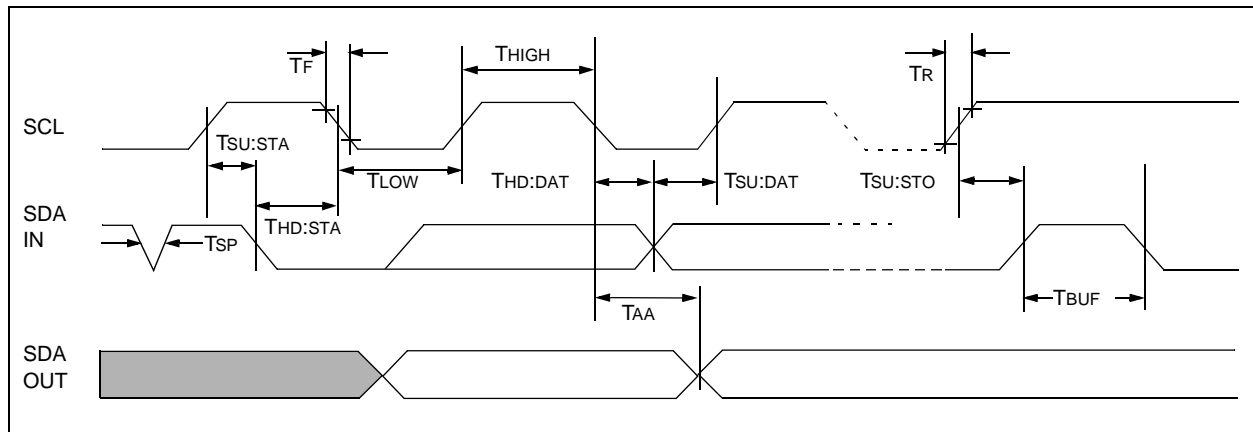 TF
THIGH
TR
SCL
TSU:STA
TLOW
THD:DAT
TSU:DAT
TSU:STO
SDA
IN
TSP
THD:STA
TAA
TBUF
SDA
OUT